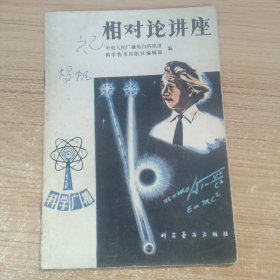 相对论讲座
中央人民广播电台科技组
科学普及出版社编辑部
编
杨帆
E=mc²
科学广播
科学普及出版社